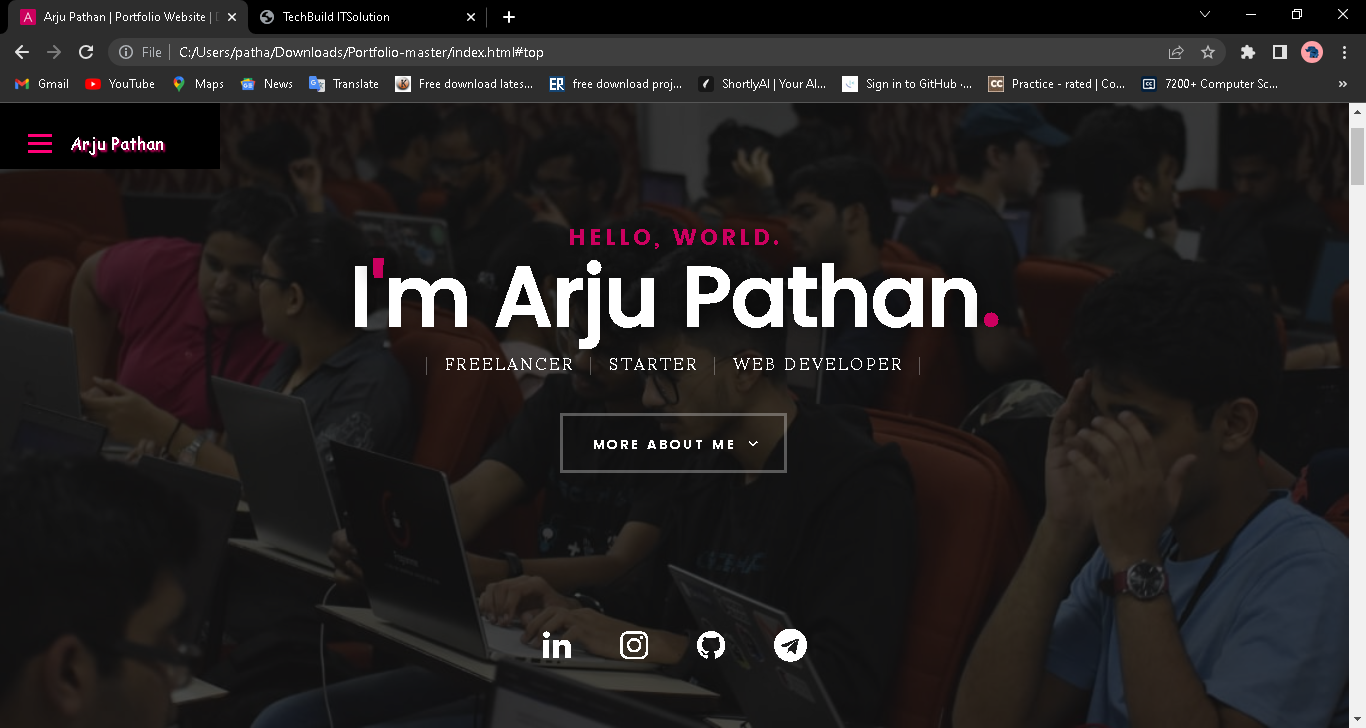 Arju Pathan | Portfolio Website |
TechBuild ITSolution
File
C:/Users/patha/Downloads/Portfolio-master/index.html#top
Gmail
YouTube
Maps
News
Translate
Free download lates...
free download proj...
ShortlyAI | Your AI...
Sign in to GitHub ·...
Practice - rated | Co...
7200+ Computer Sc...
»
Arju Pathan
HELLO, WORLD.
I'm Arju Pathan.
| FREELANCER | STARTER | WEB DEVELOPER |
MORE ABOUT ME